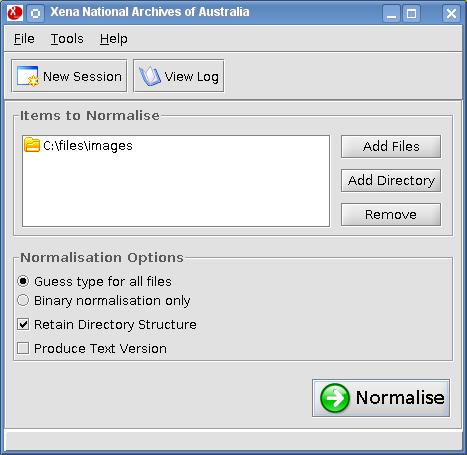 Xena National Archives of Australia
File Tools Help
New Session View Log
Items to Normalise
C:\files\images
Add Files
Add Directory
Remove
Normalisation Options
Guess type for all files
Binary normalisation only
Retain Directory Structure
Produce Text Version
Normalise